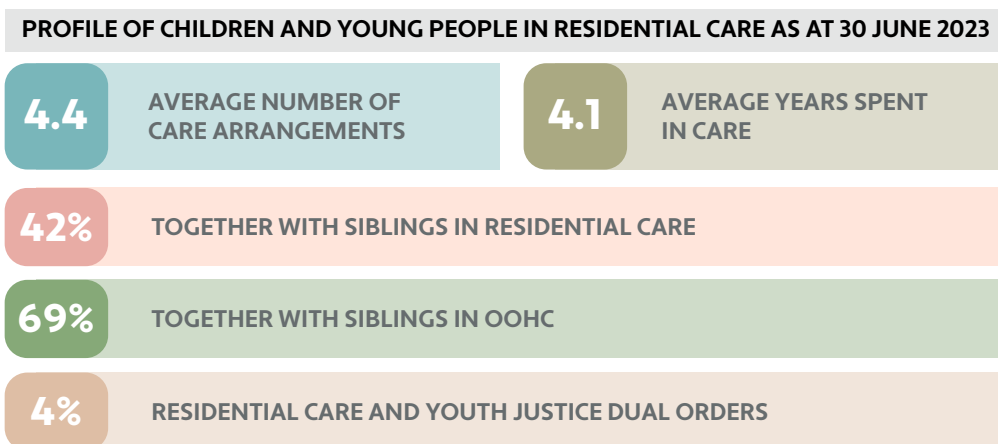 PROFILE OF CHILDREN AND YOUNG PEOPLE IN RESIDENTIAL CARE AS AT 30 JUNE 2023
4.4
AVERAGE NUMBER OF
CARE ARRANGEMENTS
4.1
AVERAGE YEARS SPENT
IN CARE
42%
TOGETHER WITH SIBLINGS IN RESIDENTIAL CARE
69%
TOGETHER WITH SIBLINGS IN OOHC
4%
RESIDENTIAL CARE AND YOUTH JUSTICE DUAL ORDERS